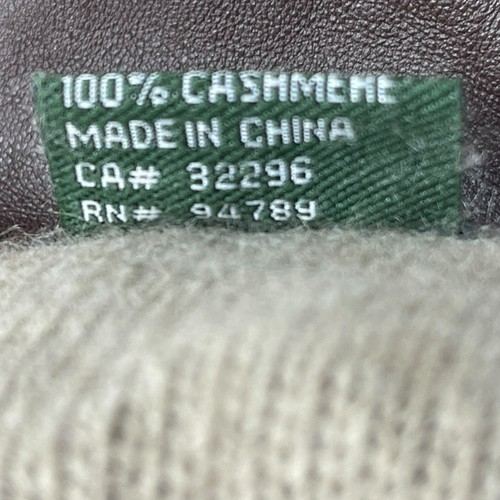 100% CASHMERE
MADE IN CHINA
CA# 32296
RN# 94789